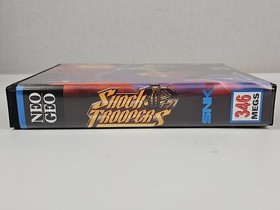 NEO
GEO
SHOCK
TROOPERS
SNK
346
MEGS